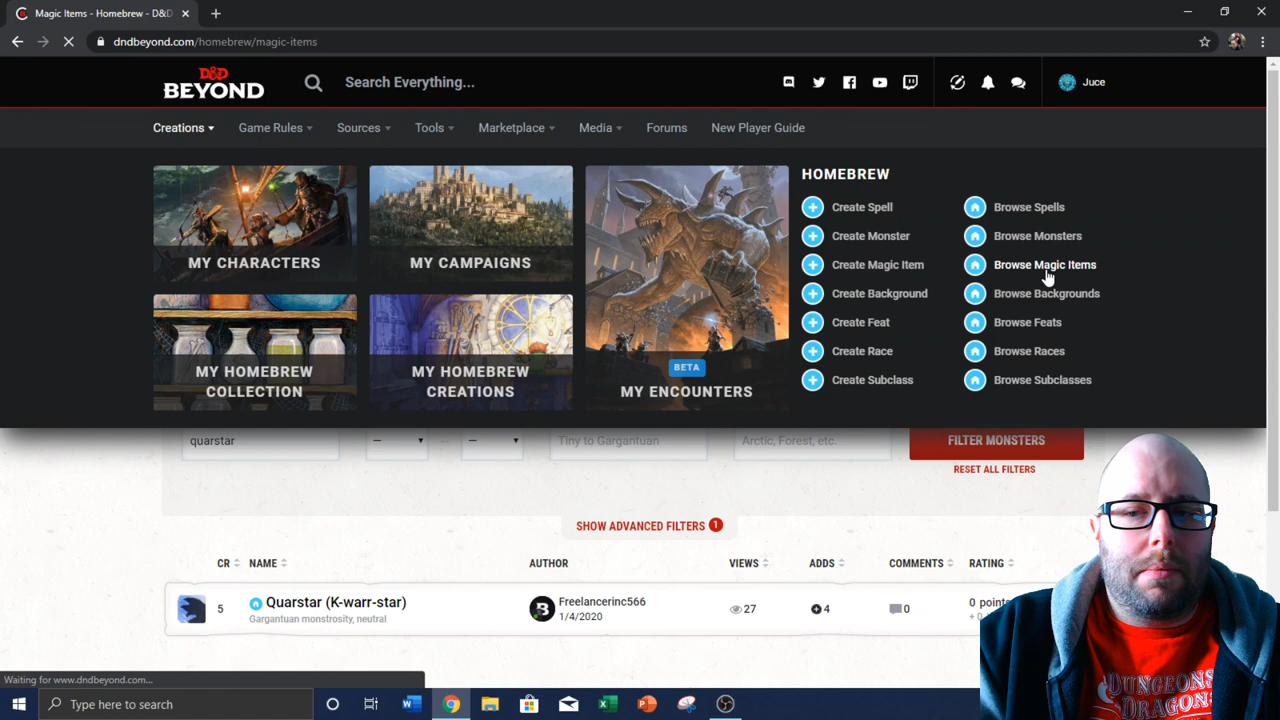 Magic Items - Homebrew - D&D
dndbeyond.com/homebrew/magic-items
D&D
BEYOND
Search Everything...
Juce
Creations
Game Rules
Sources
Tools
Marketplace
Media
Forums
New Player Guide
MY CHARACTERS
MY CAMPAIGNS
MY HOMEBREW
COLLECTION
MY HOMEBREW
CREATIONS
BETA
MY ENCOUNTERS
HOMEBREW
Create Spell
Browse Spells
Create Monster
Browse Monsters
Create Magic Item
Browse Magic Items
Create Background
Browse Backgrounds
Create Feat
Browse Feats
Create Race
Browse Races
Create Subclass
Browse Subclasses
quarstar
—
—
Tiny to Gargantuan
Arctic, Forest, etc.
FILTER MONSTERS
RESET ALL FILTERS
SHOW ADVANCED FILTERS 1
CR NAME AUTHOR VIEWS ADDS COMMENTS RATING
5 Quarstar (K-warr-star) Freelancerinc566 27 4 0 0 points
Gargantuan monstrosity, neutral 1/4/2020 + 0
Waiting for www.dndbeyond.com...
Type here to search
DUNGEONS
DRAGONS